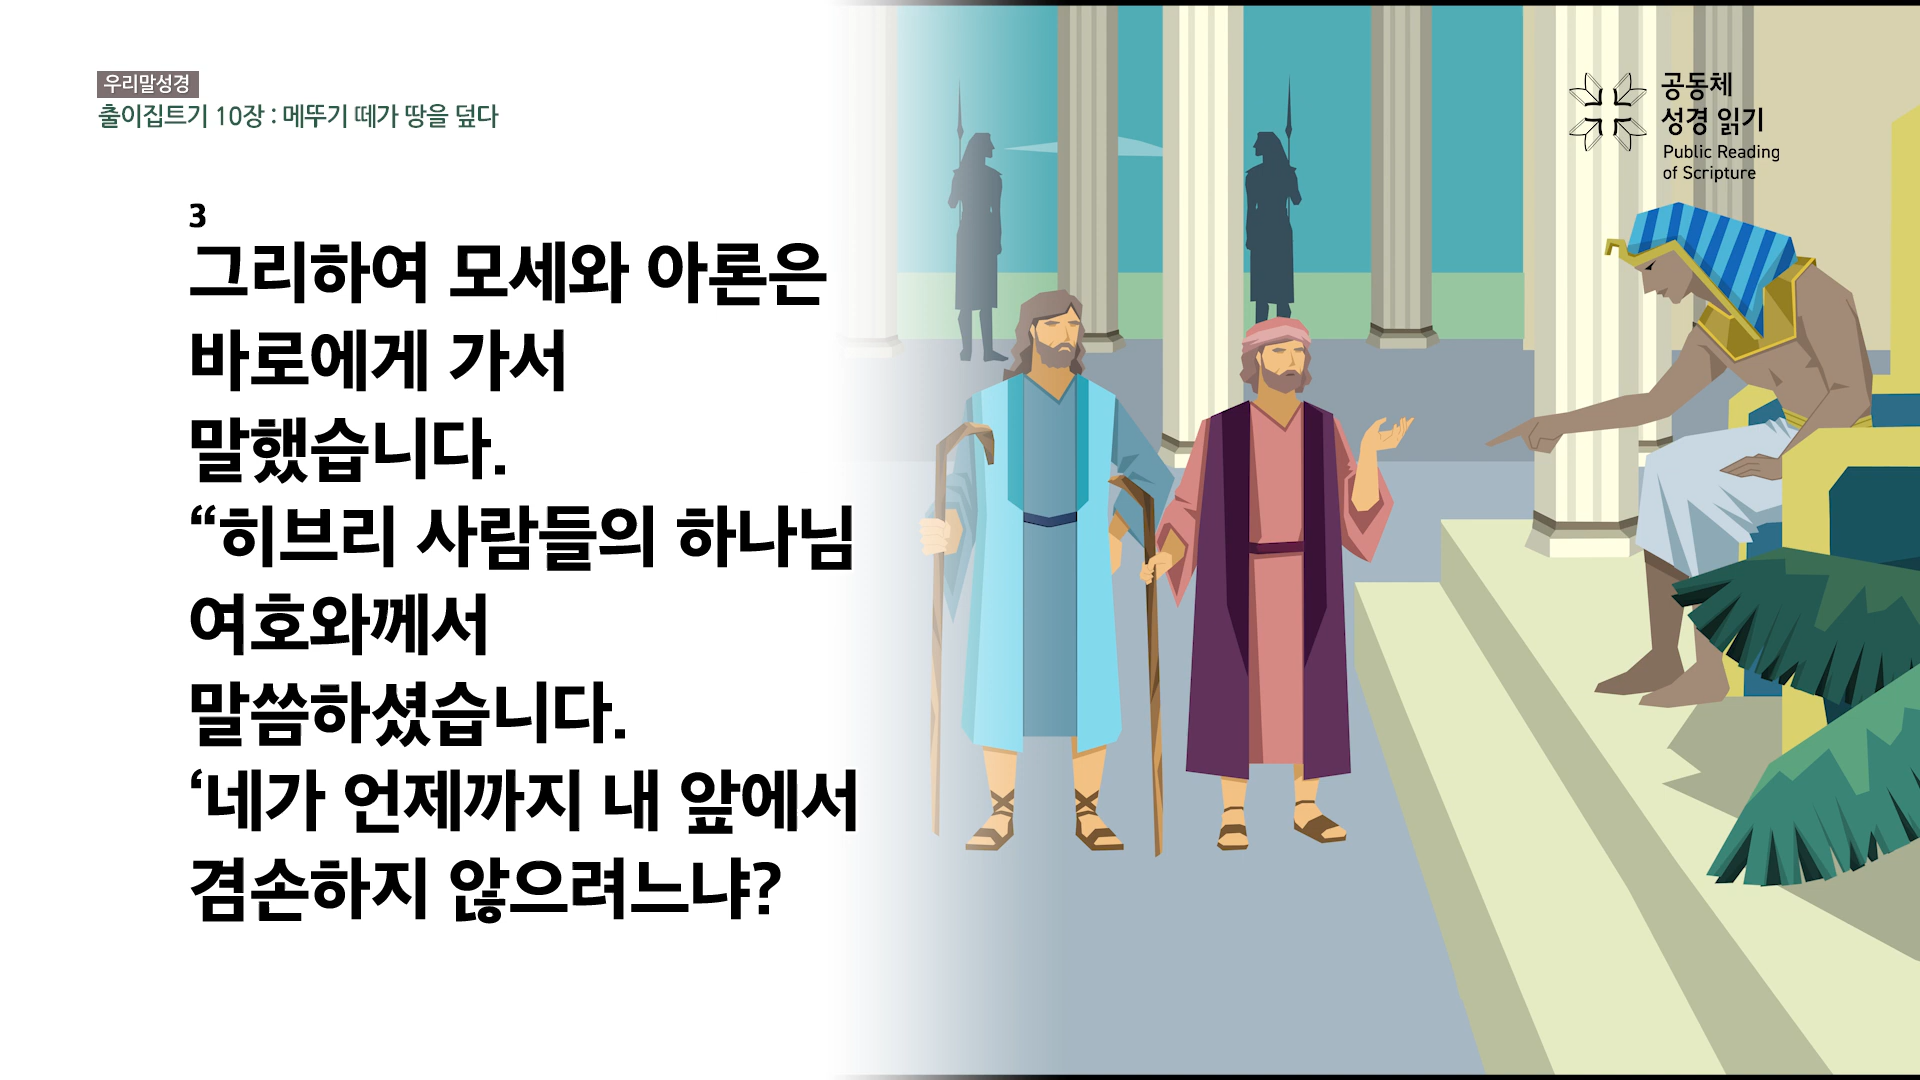 우리말성경
출이집트기 10장 : 메뚜기 떼가 땅을 덮다
공동체
성경 읽기
Public Reading
of Scripture
3
그리하여 모세와 아론은
바로에게 가서
말했습니다.
“히브리 사람들의 하나님
여호와께서
말씀하셨습니다.
‘네가 언제까지 내 앞에서
겸손하지 않으려느냐?